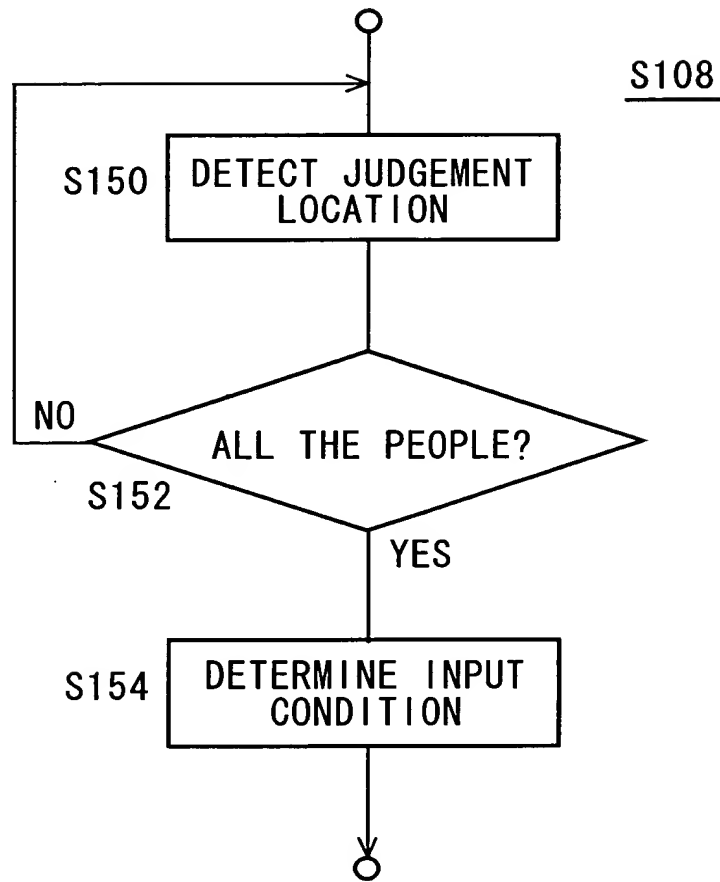 S108
S150
DETECT JUDGEMENT
LOCATION
NO
ALL THE PEOPLE?
S152
YES
S154
DETERMINE INPUT
CONDITION